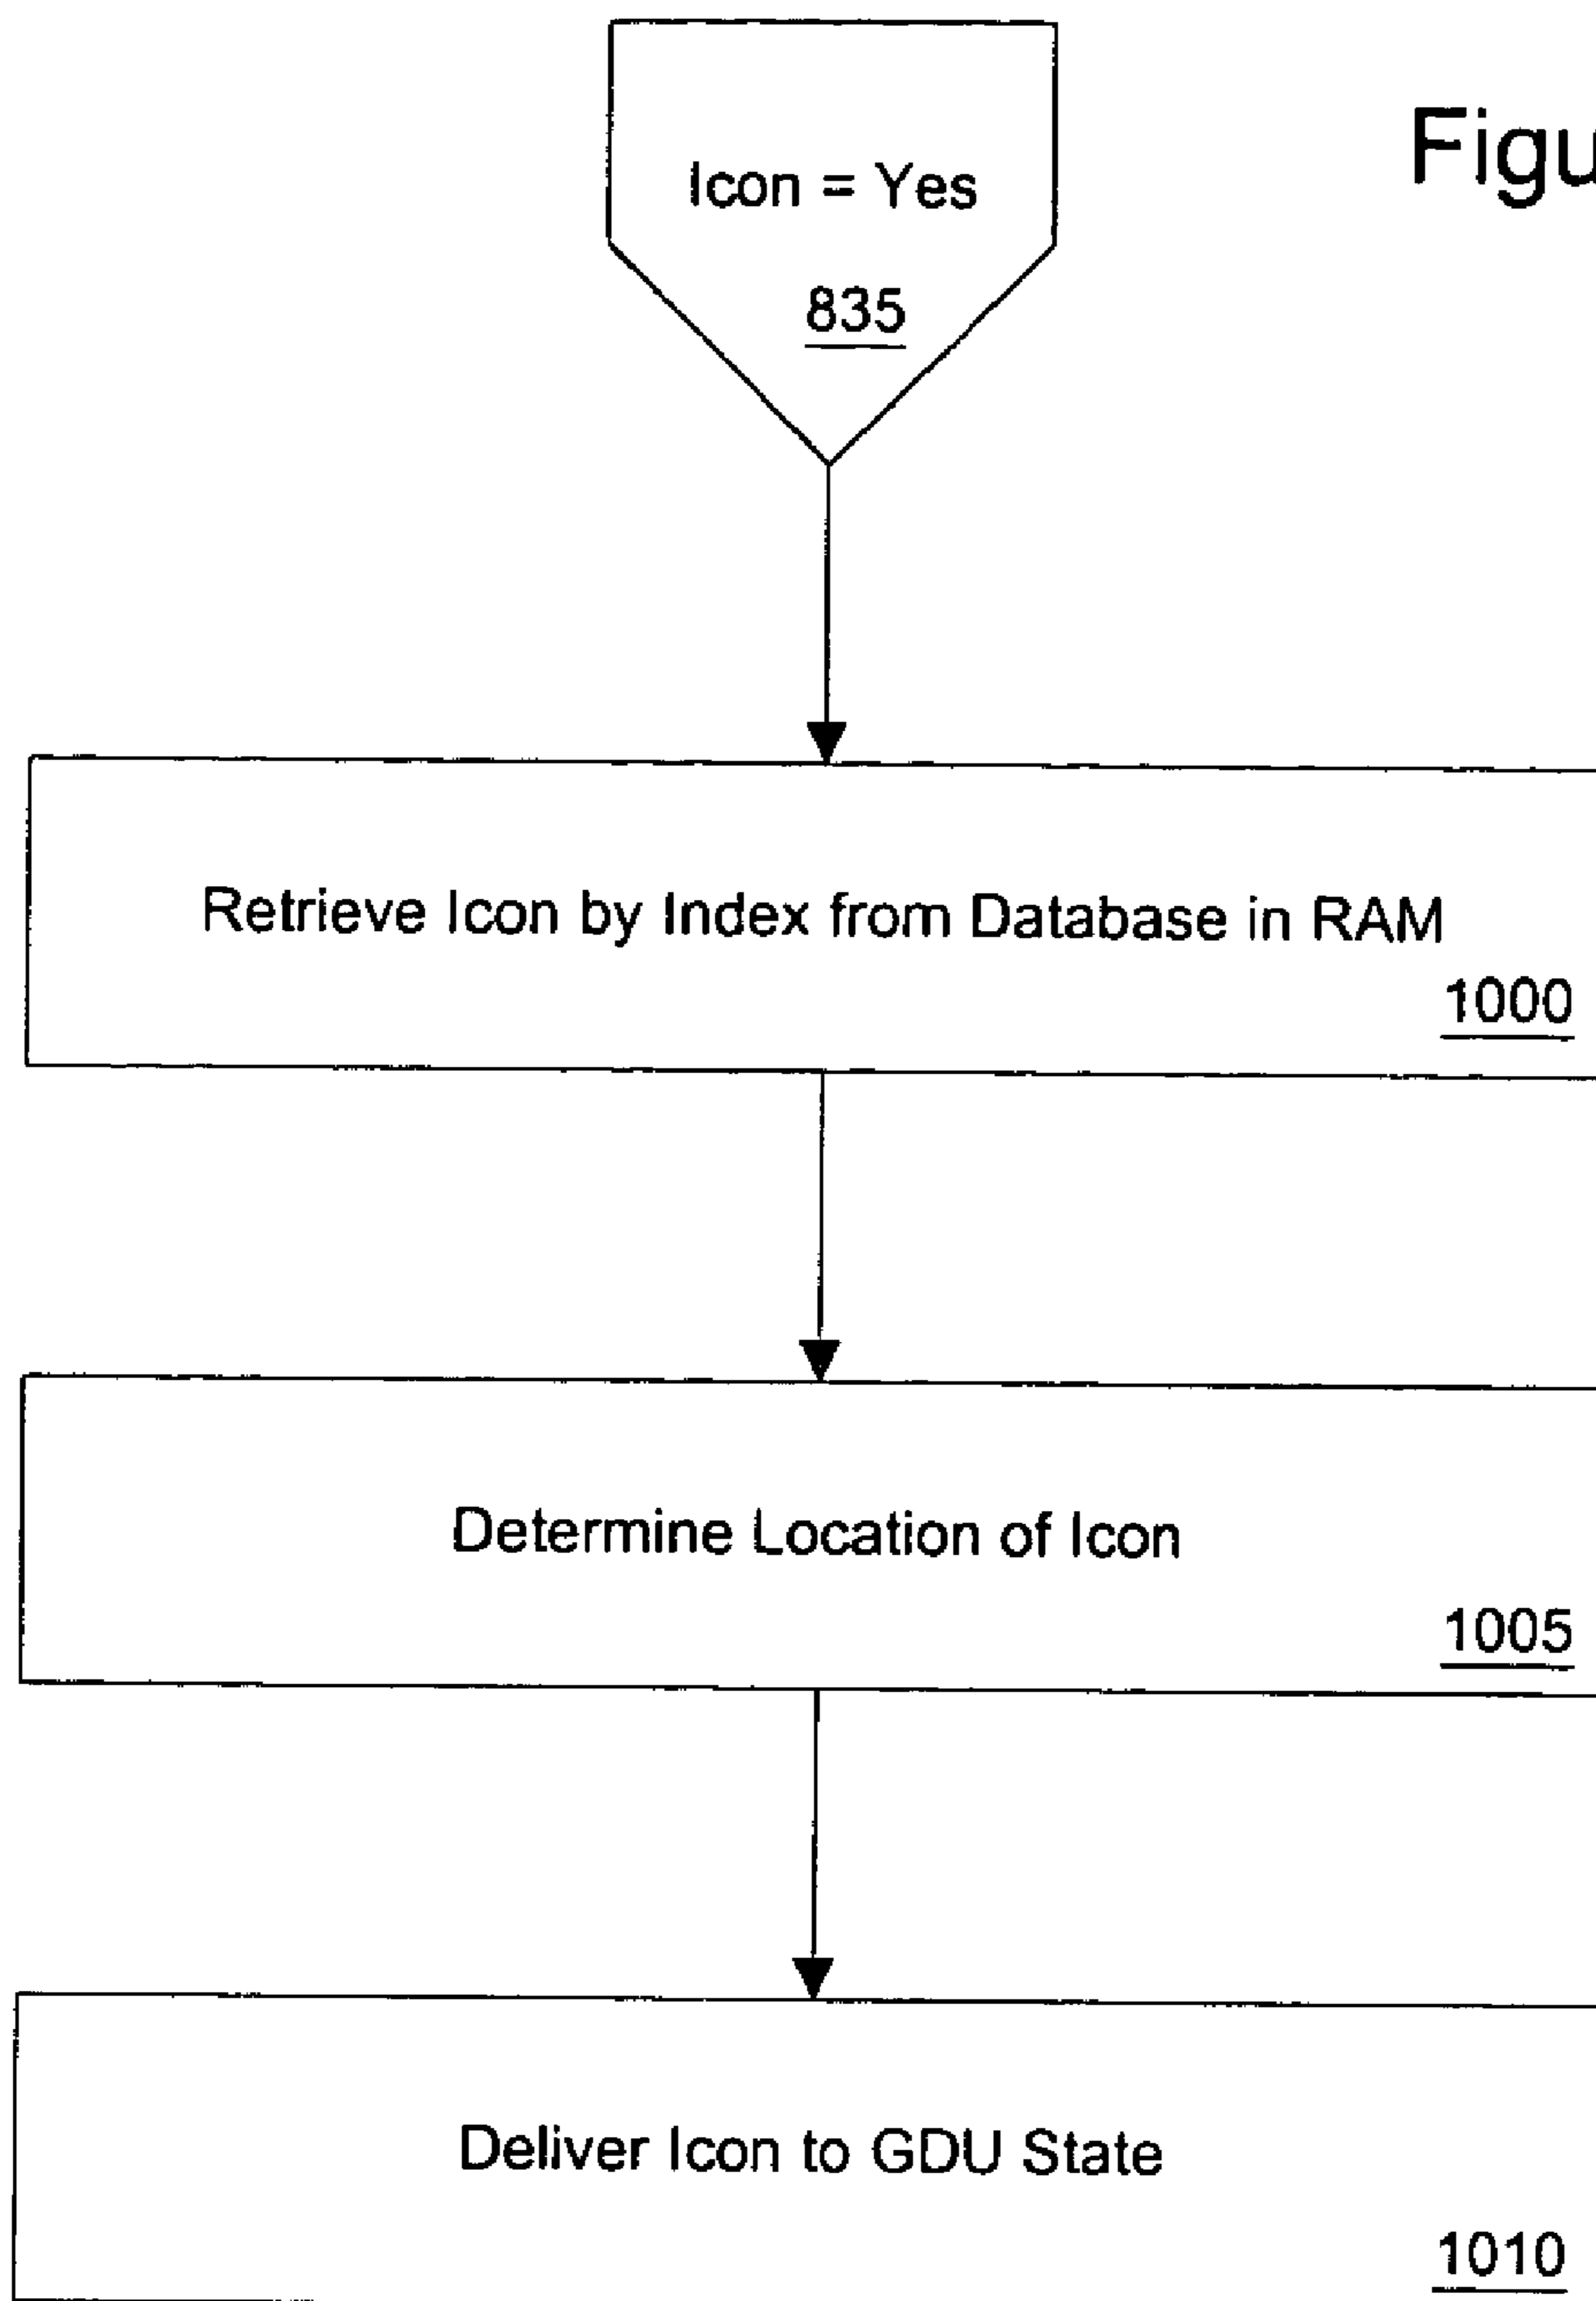 Figu
Icon = Yes
835
Retrieve Icon by Index from Database in RAM
1000
Determine Location of Icon
1005
Deliver Icon to GDU State
1010